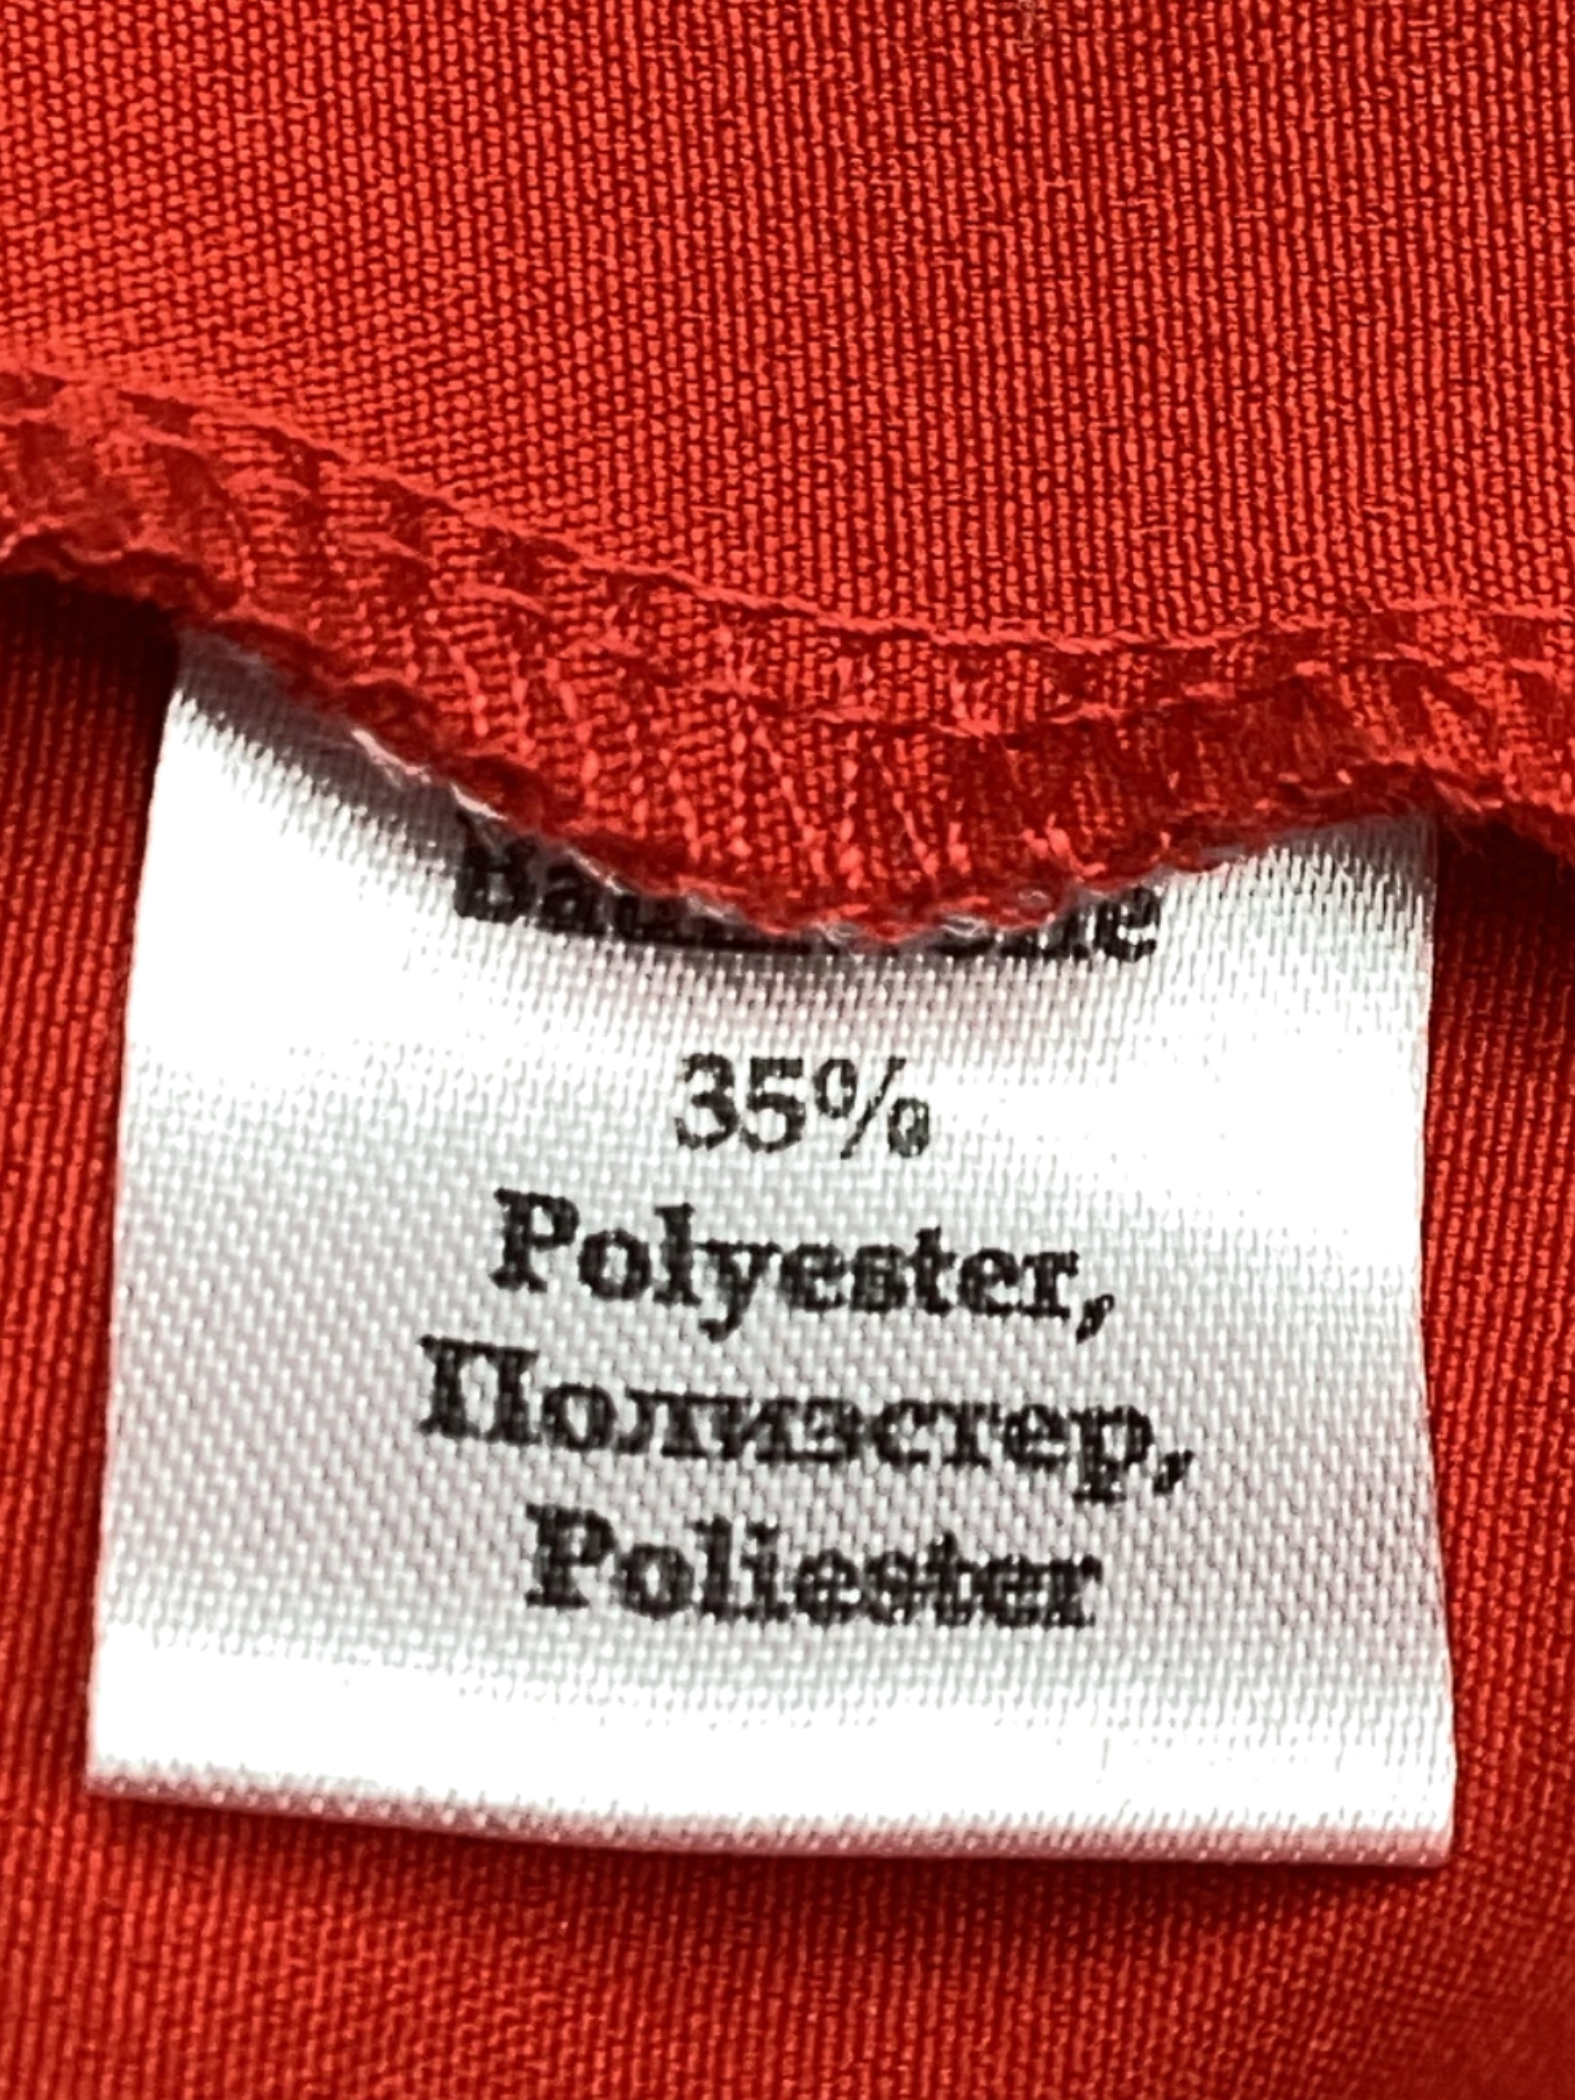 35%
Polyester,
Полиэстер,
Poliester